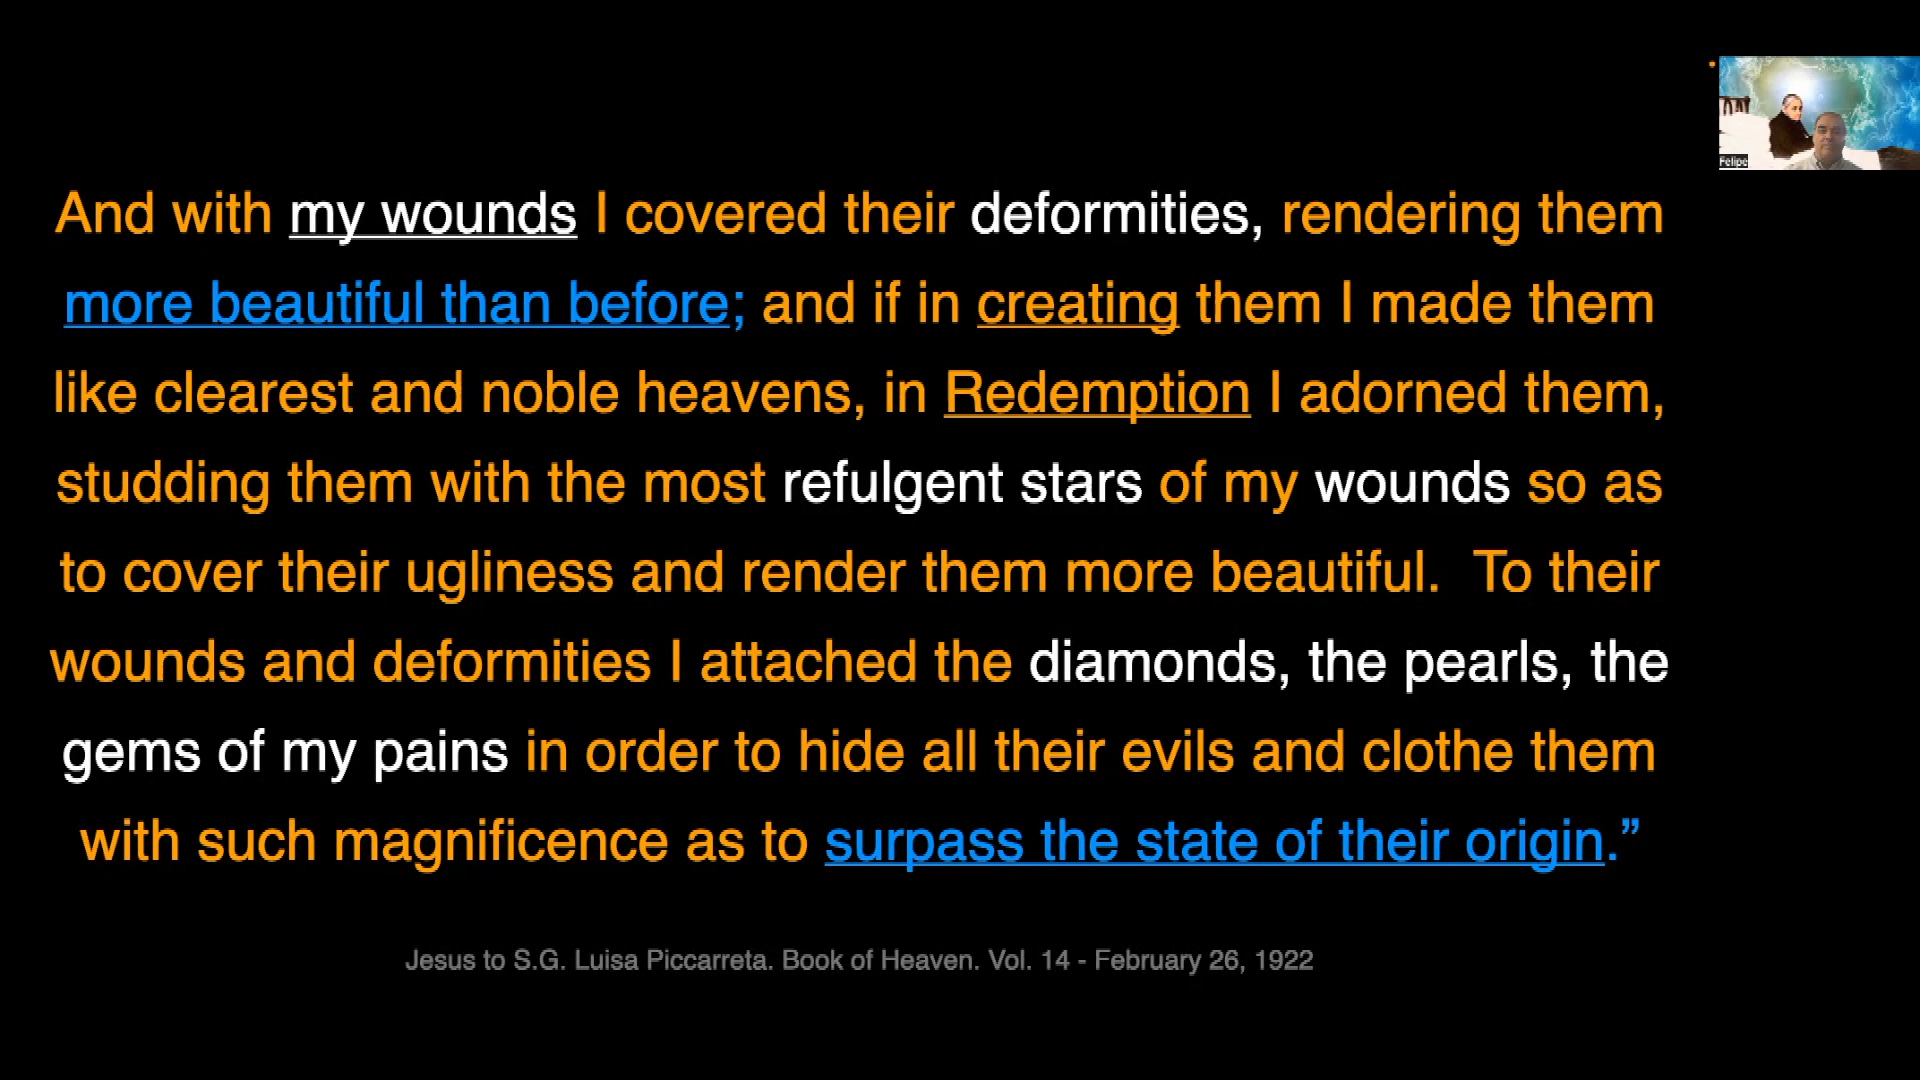 And with my wounds I covered their deformities, rendering them
more beautiful than before; and if in creating them I made them
like clearest and noble heavens, in Redemption I adorned them,
studding them with the most refulgent stars of my wounds so as
to cover their ugliness and render them more beautiful.  To their
wounds and deformities I attached the diamonds, the pearls, the
gems of my pains in order to hide all their evils and clothe them
with such magnificence as to surpass the state of their origin.”
Jesus to S.G. Luisa Piccarreta. Book of Heaven. Vol. 14 - February 26, 1922
Felipe